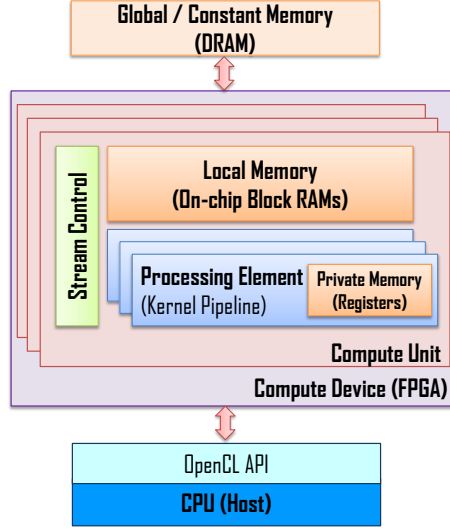 Global / Constant Memory
(DRAM)
Stream Control
Local Memory
(On-chip Block RAMs)
Processing Element
(Kernel Pipeline)
Private Memory
(Registers)
Compute Unit
Compute Device (FPGA)
OpenCL API
CPU (Host)